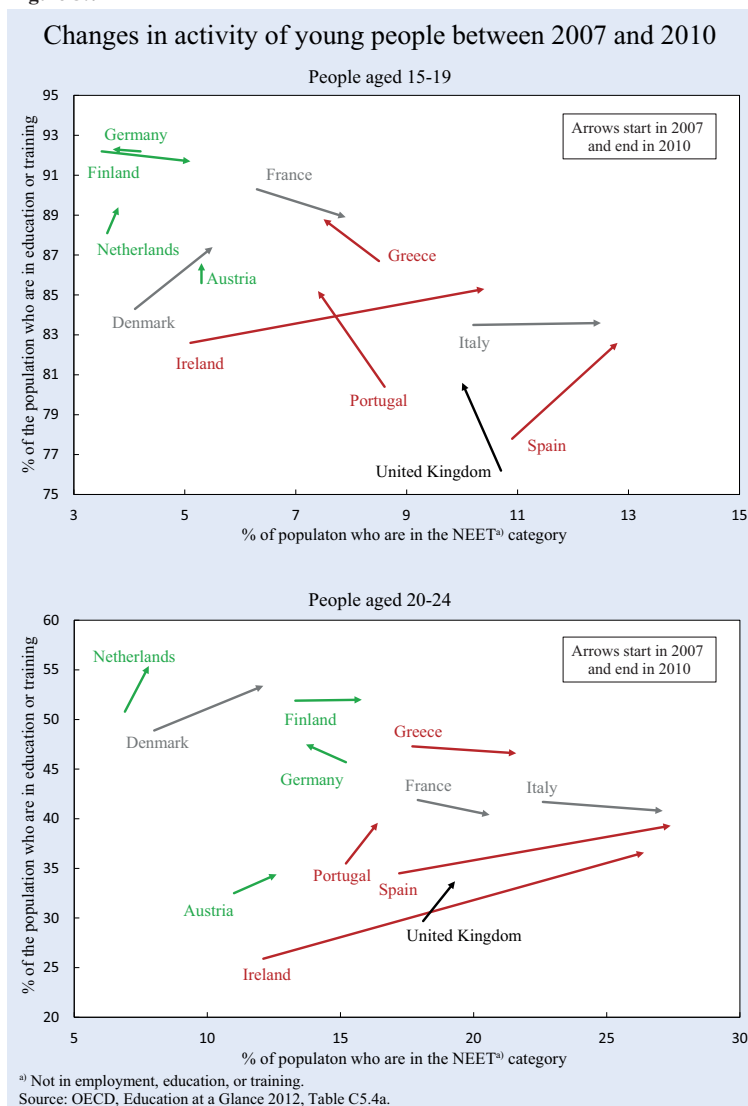 Changes in activity of young people between 2007 and 2010
People aged 15-19
% of the population who are in education or training
95
93
91
89
87
85
83
81
79
77
75
Arrows start in 2007
and end in 2010
Germany
Finland
France
Netherlands
Greece
Austria
Denmark
Italy
Ireland
Portugal
Spain
United Kingdom
3
5
7
9
11
13
15
% of populaton who are in the NEETᵃ⁾ category
People aged 20-24
% of the population who are in education or training
60
55
50
45
40
35
30
25
20
Arrows start in 2007
and end in 2010
Netherlands
Denmark
Finland
Greece
Germany
France
Italy
Portugal
Spain
Austria
United Kingdom
Ireland
5
10
15
20
25
30
% of populaton who are in the NEETᵃ⁾ category
ᵃ⁾ Not in employment, education, or training.
Source: OECD, Education at a Glance 2012, Table C5.4a.